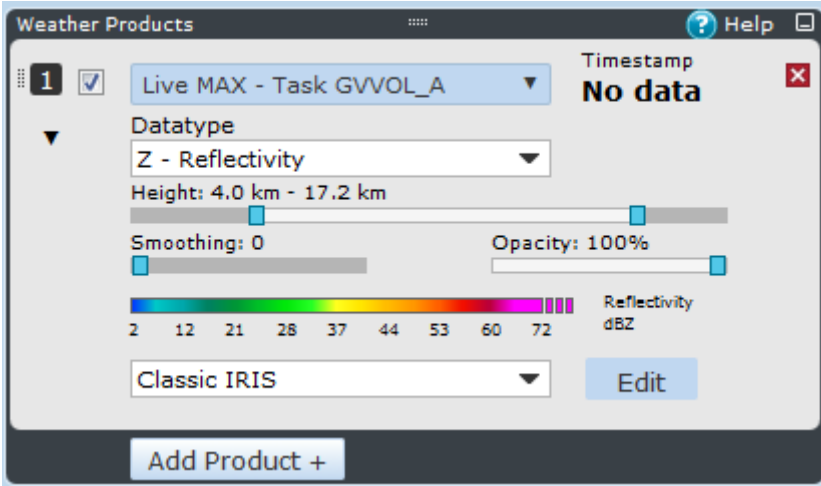 Weather Products
Help
1
Live MAX - Task GVVOL_A
Timestamp
No data
Datatype
Z - Reflectivity
Height: 4.0 km - 17.2 km
Smoothing: 0
Opacity: 100%
2 12 21 28 37 44 53 60 72
Reflectivity
dBZ
Classic IRIS
Edit
Add Product +